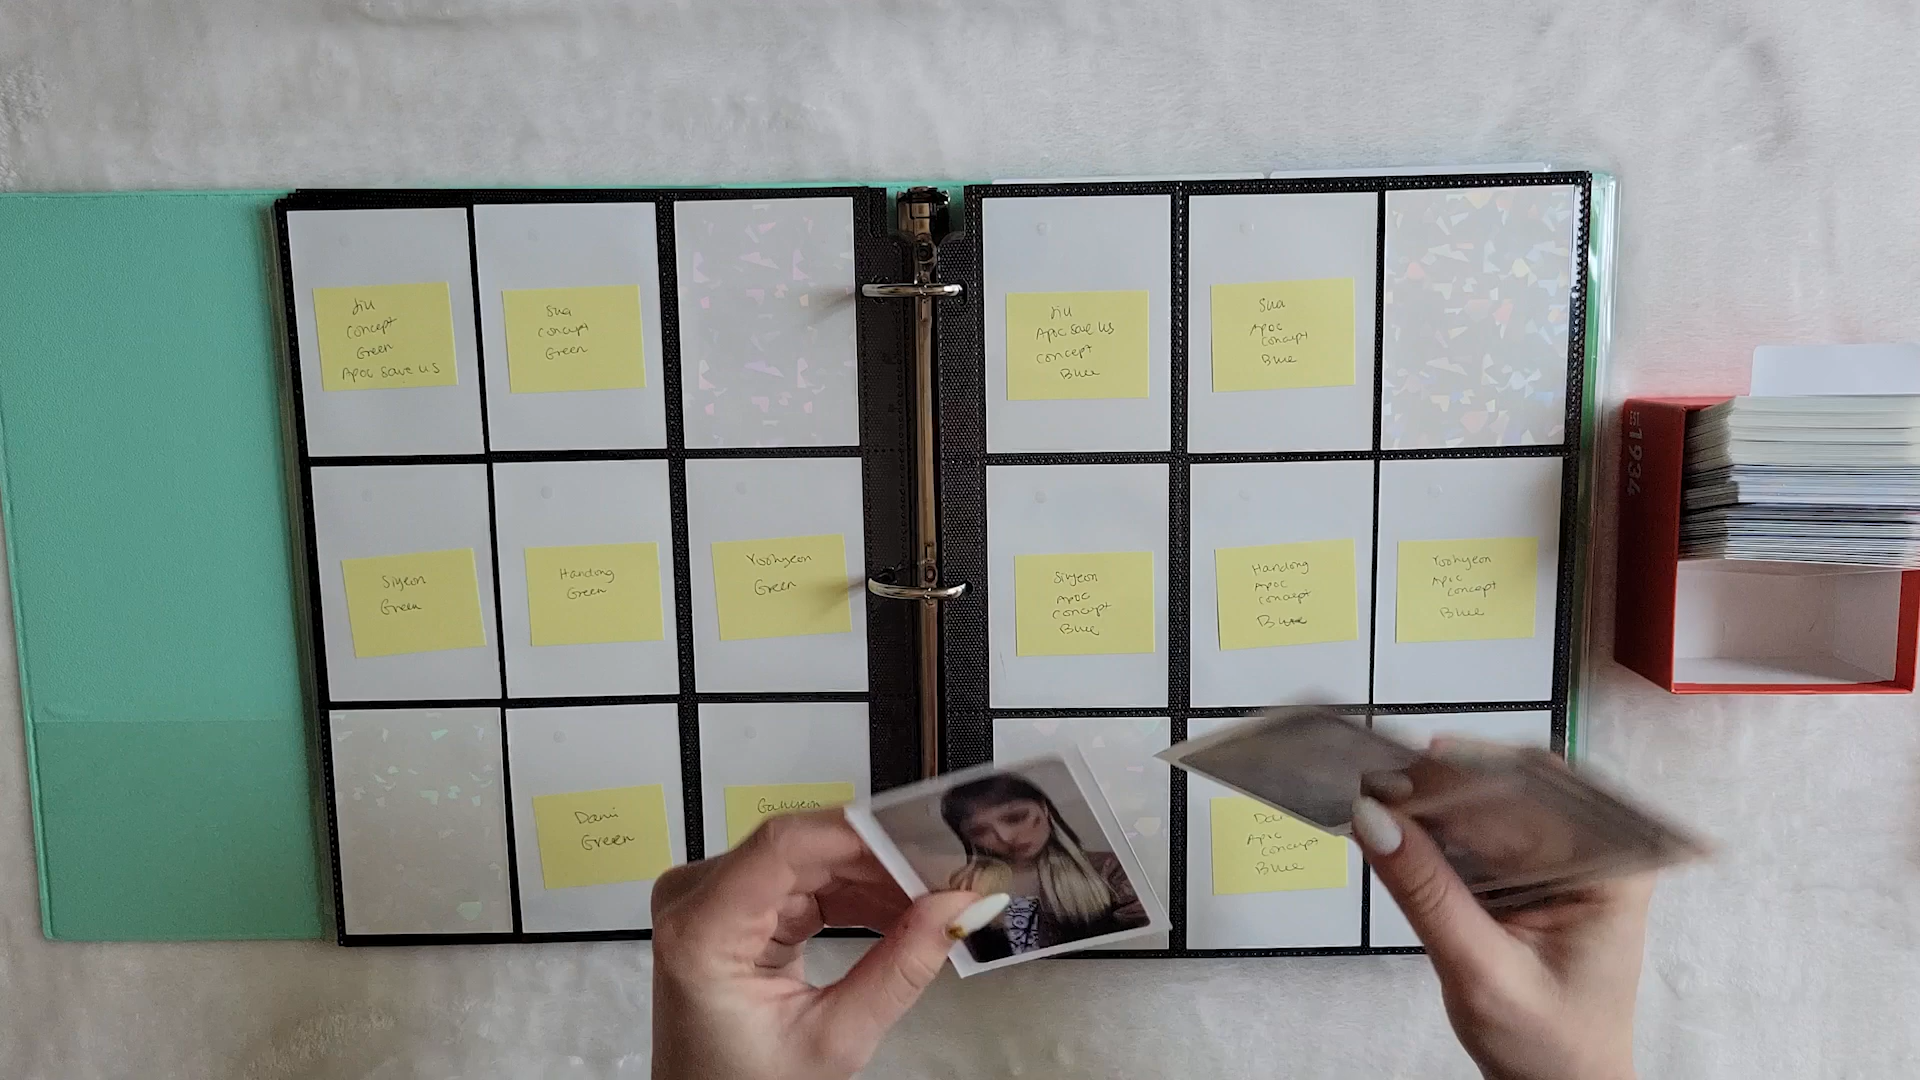 Jiu
Concept
Green
Apoc save us
Sua
Concept
Green
Jiu
Apoc save us
Concept
Blue
Sua
Apoc
Concept
Blue
Siyeon
Green
Handong
Green
Yoohyeon
Green
Siyeon
Apoc
Concept
Blue
Handong
Apoc
Concept
Blue
Yoohyeon
Apoc
Concept
Blue
Dami
Green
Gahyeon
Apoc
Concept
Blue
1934